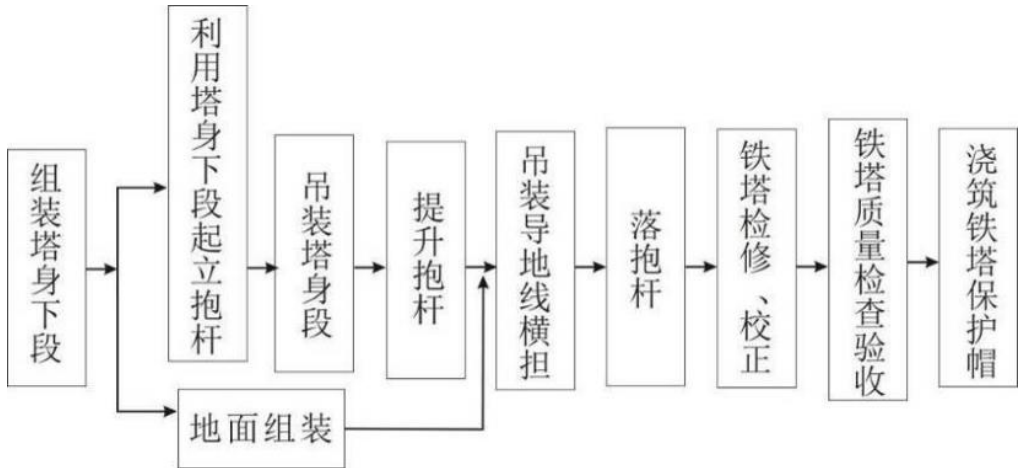 组装塔身下段
利用塔身下段起立抱杆
吊装塔身段
提升抱杆
吊装导地线横担
落抱杆
铁塔检修、校正
铁塔质量检查验收
浇筑铁塔保护帽
地面组装